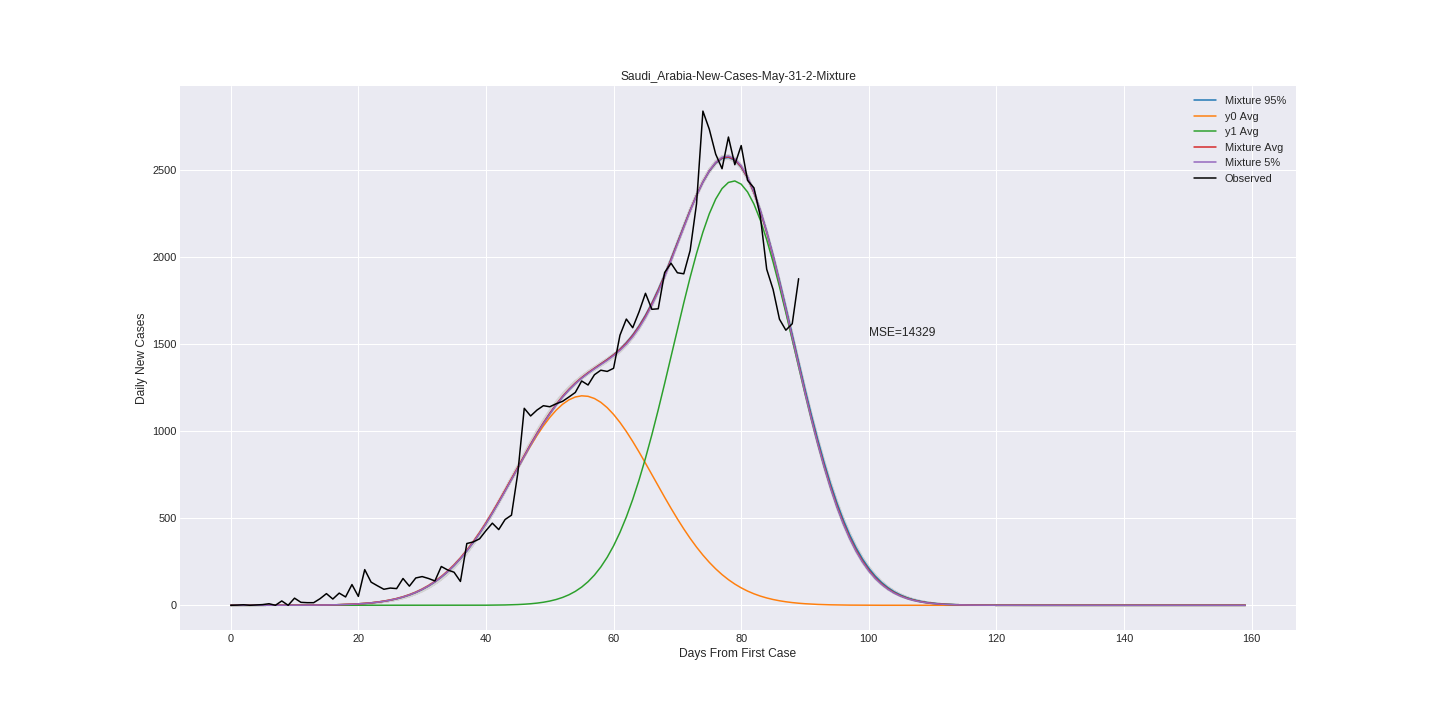 Saudi_Arabia-New-Cases-May-31-2-Mixture
Mixture 95%
y0 Avg
y1 Avg
Mixture Avg
Mixture 5%
Observed
2500
2000
1500
1000
500
0
Daily New Cases
MSE=14329
0 20 40 60 80 100 120 140 160
Days From First Case